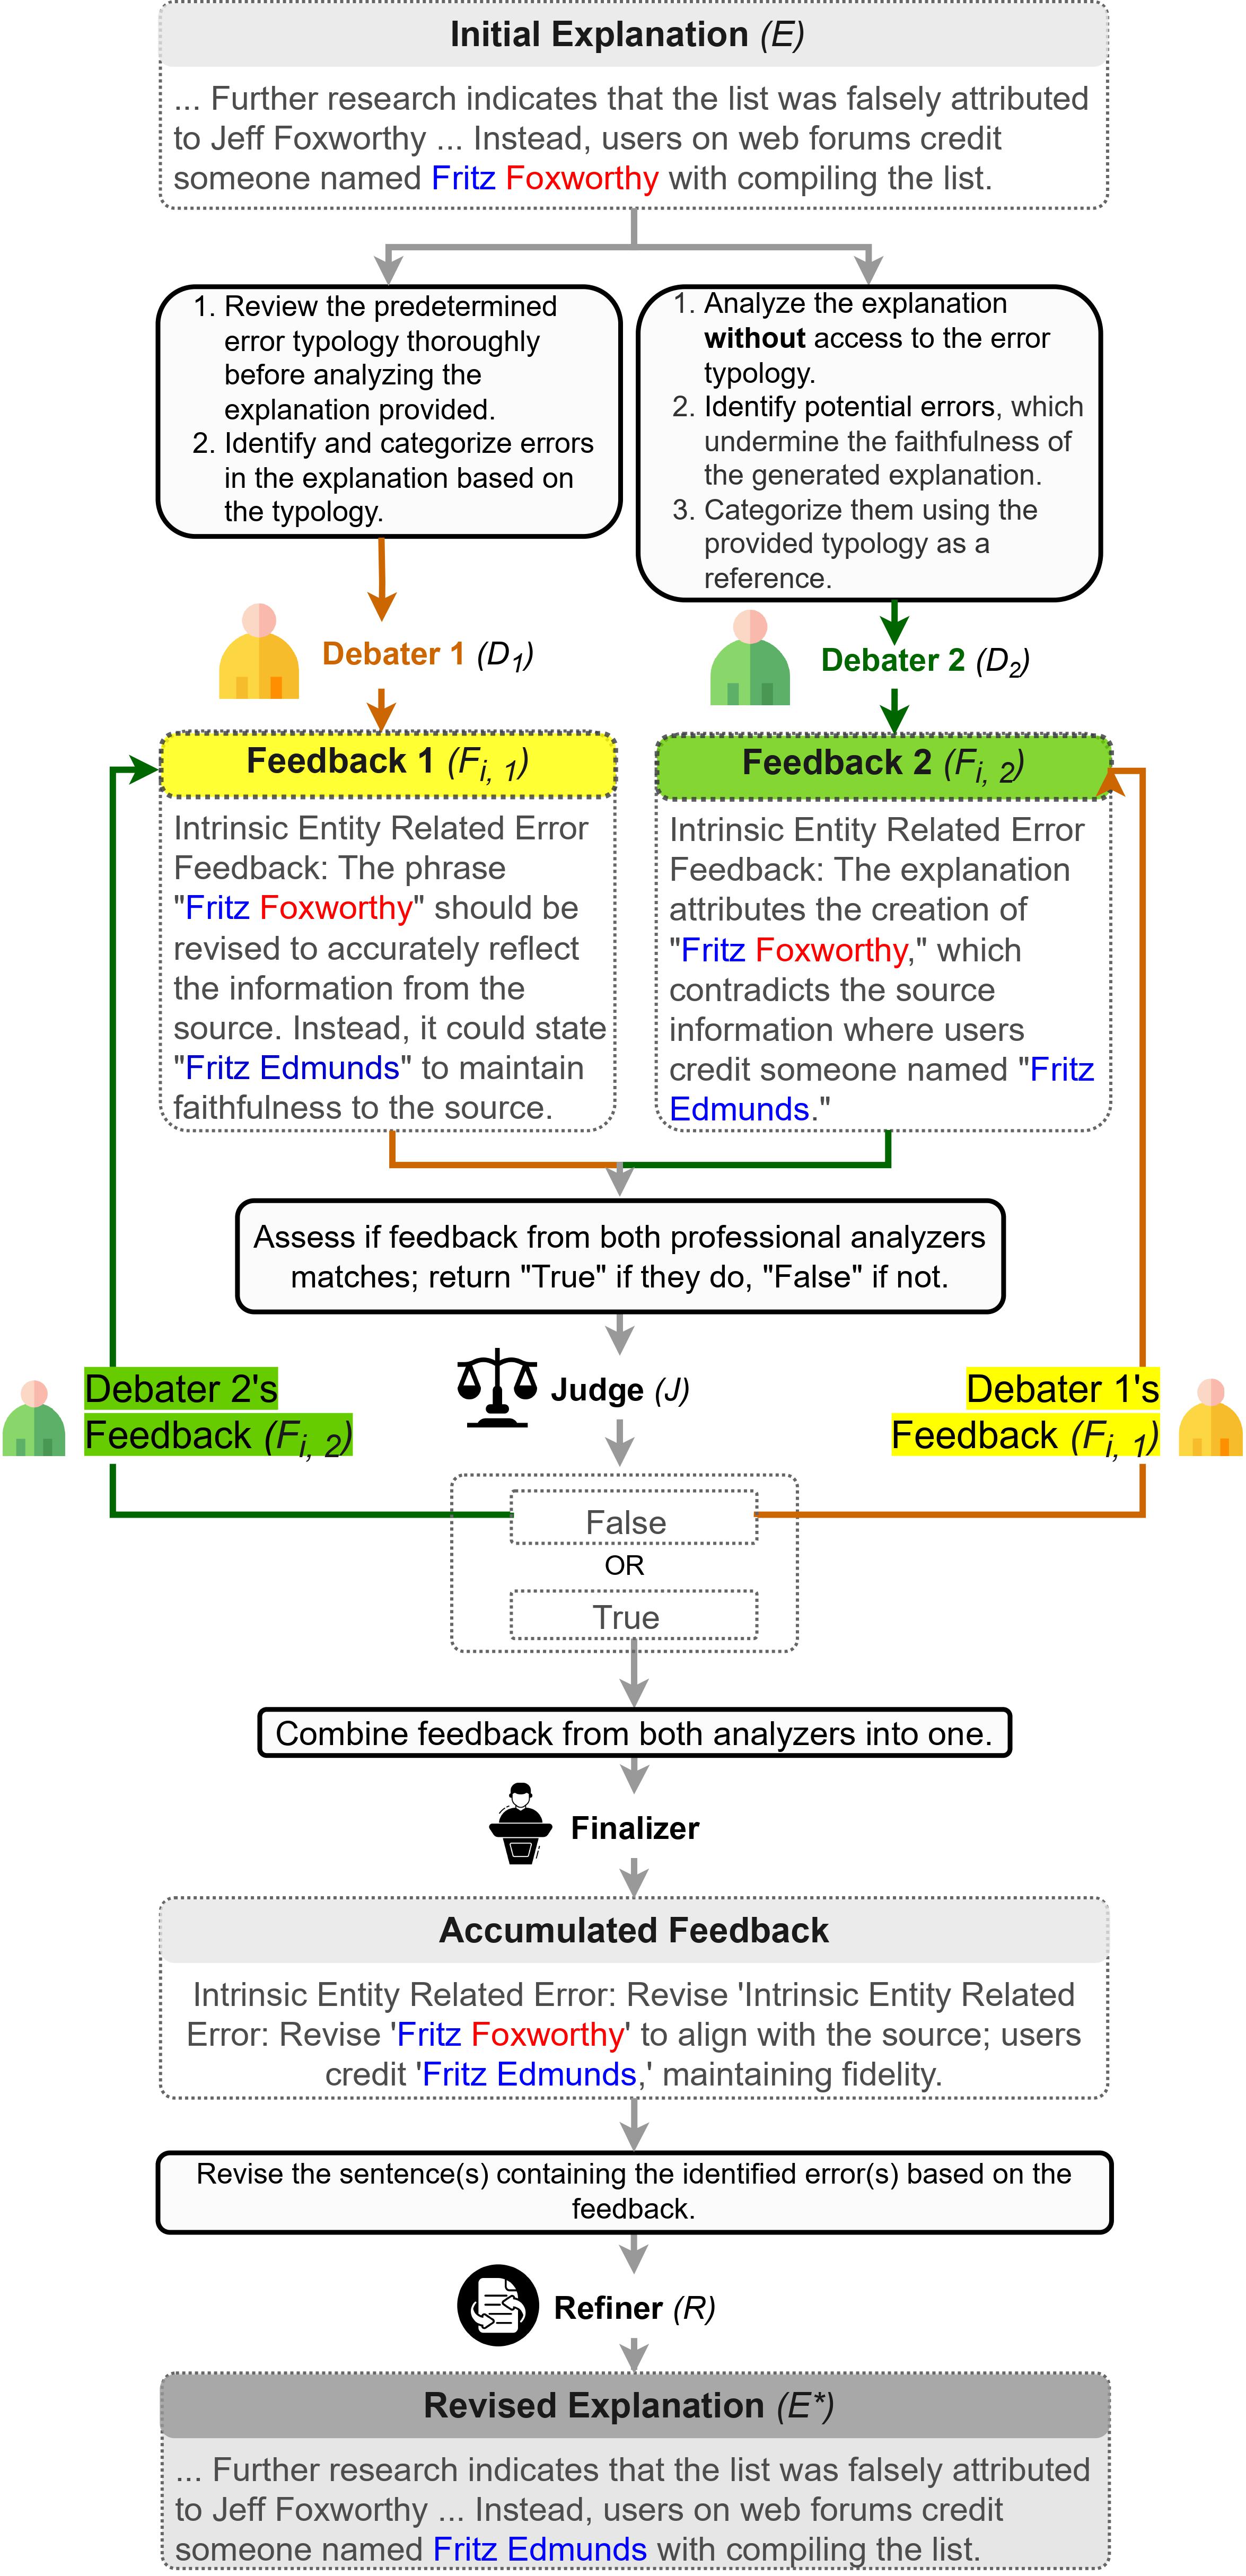 Initial Explanation (E)
... Further research indicates that the list was falsely attributed
to Jeff Foxworthy ... Instead, users on web forums credit
someone named Fritz Foxworthy with compiling the list.
1. Review the predetermined
error typology thoroughly
before analyzing the
explanation provided.
2. Identify and categorize errors
in the explanation based on
the typology.
1. Analyze the explanation
without access to the error
typology.
2. Identify potential errors, which
undermine the faithfulness of
the generated explanation.
3. Categorize them using the
provided typology as a
reference.
Debater 1 (D1)
Debater 2 (D2)
Feedback 1 (Fi, 1)
Intrinsic Entity Related Error
Feedback: The phrase
"Fritz Foxworthy" should be
revised to accurately reflect
the information from the
source. Instead, it could state
"Fritz Edmunds" to maintain
faithfulness to the source.
Feedback 2 (Fi, 2)
Intrinsic Entity Related Error
Feedback: The explanation
attributes the creation of
"Fritz Foxworthy," which
contradicts the source
information where users
credit someone named "Fritz
Edmunds."
Assess if feedback from both professional analyzers
matches; return "True" if they do, "False" if not.
Judge (J)
Debater 2's
Feedback (Fi, 2)
Debater 1's
Feedback (Fi, 1)
False
OR
True
Combine feedback from both analyzers into one.
Finalizer
Accumulated Feedback
Intrinsic Entity Related Error: Revise 'Intrinsic Entity Related
Error: Revise 'Fritz Foxworthy' to align with the source; users
credit 'Fritz Edmunds,' maintaining fidelity.
Revise the sentence(s) containing the identified error(s) based on the
feedback.
Refiner (R)
Revised Explanation (E*)
... Further research indicates that the list was falsely attributed
to Jeff Foxworthy ... Instead, users on web forums credit
someone named Fritz Edmunds with compiling the list.